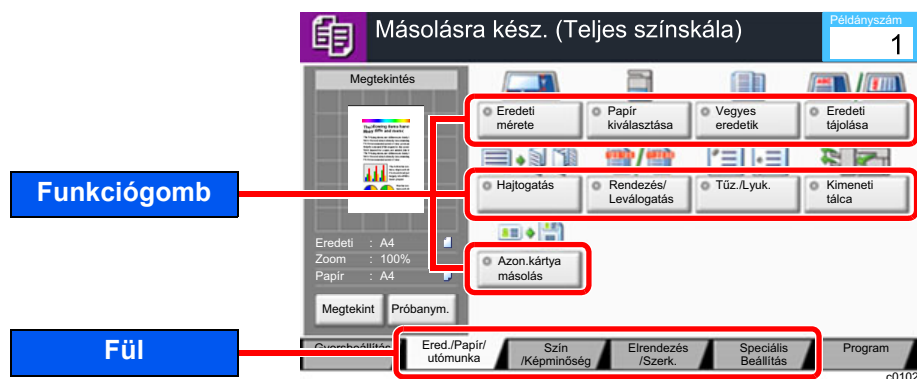 Másolásra kész. (Teljes színskála)
Példányszám
1
Megtekintés
Eredeti
mérete
Papír
kiválasztása
Vegyes
eredetik
Eredeti
tájolása
Funkciógomb
Hajtogatás
Rendezés/
Leválogatás
Tűz./Lyuk.
Kimeneti
tálca
Eredeti : A4
Zoom : 100%
Papír : A4
Azon.kártya
másolás
Megtekint
Próbanym.
Fül
Gyorsbeállítás
Ered./Papír/
utómunka
Szín
/Képminőség
Elrendezés
/Szerk.
Speciális
Beállítás
Program
c0102